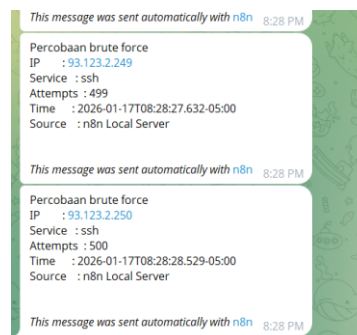 This message was sent automatically with n8n 8:28 PM
Percobaan brute force
IP : 93.123.2.249
Service : ssh
Attempts : 499
Time : 2026-01-17T08:28:27.632-05:00
Source : n8n Local Server
This message was sent automatically with n8n 8:28 PM
Percobaan brute force
IP : 93.123.2.250
Service : ssh
Attempts : 500
Time : 2026-01-17T08:28:28.529-05:00
Source : n8n Local Server
This message was sent automatically with n8n 8:28 PM